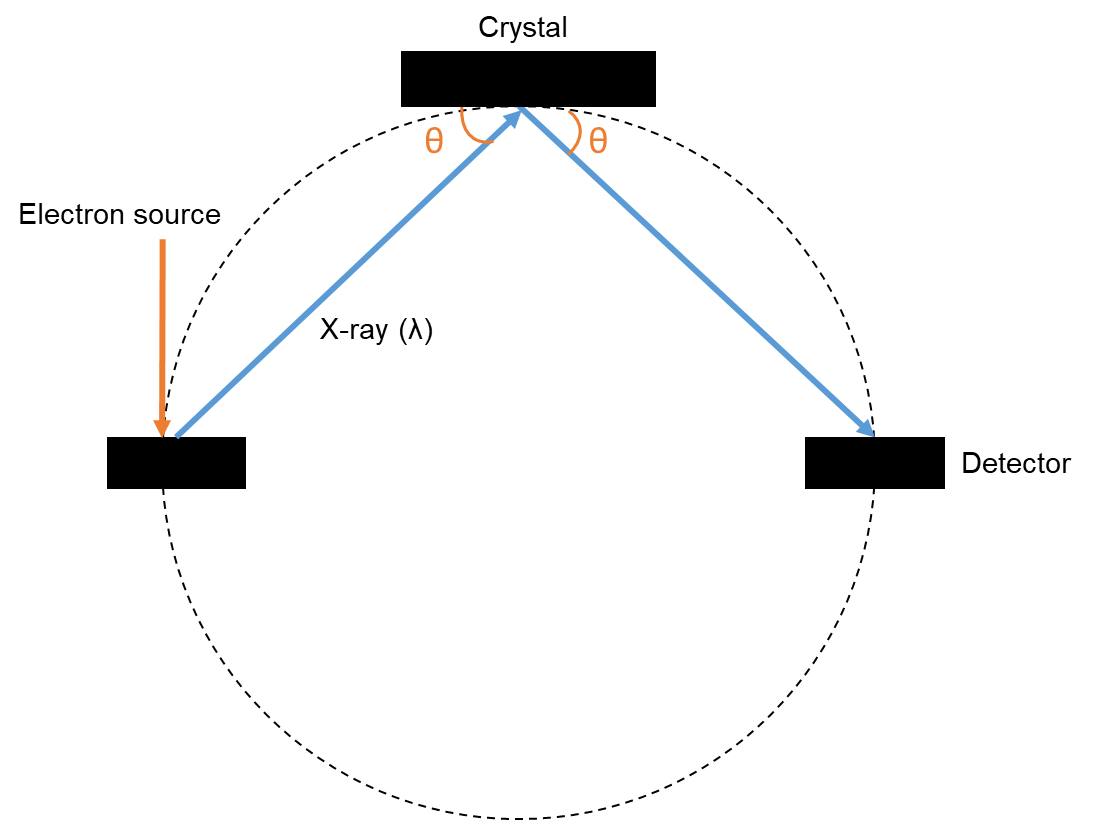 Crystal
θ
θ
Electron source
X-ray (λ)
Detector